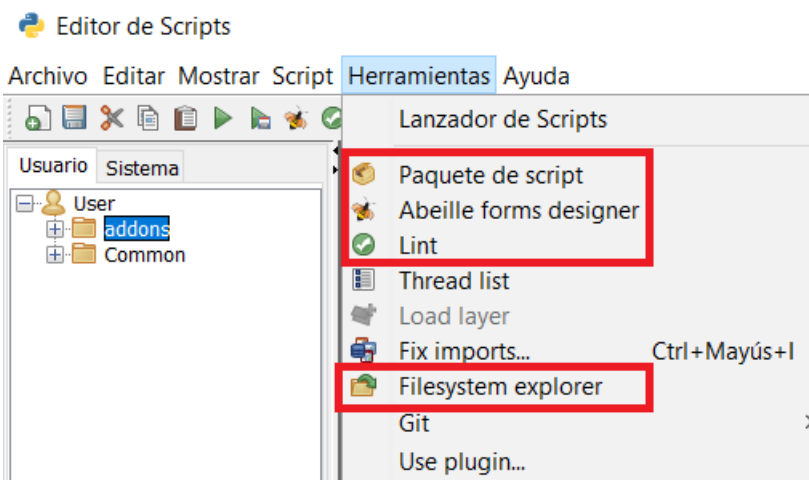 Editor de Scripts
Archivo Editar Mostrar Script Herramientas Ayuda
Lanzador de Scripts
Usuario Sistema
Paquete de script
User
Abeille forms designer
addons
Lint
Common
Thread list
Load layer
Fix imports... Ctrl+Mayús+I
Filesystem explorer
Git
Use plugin...